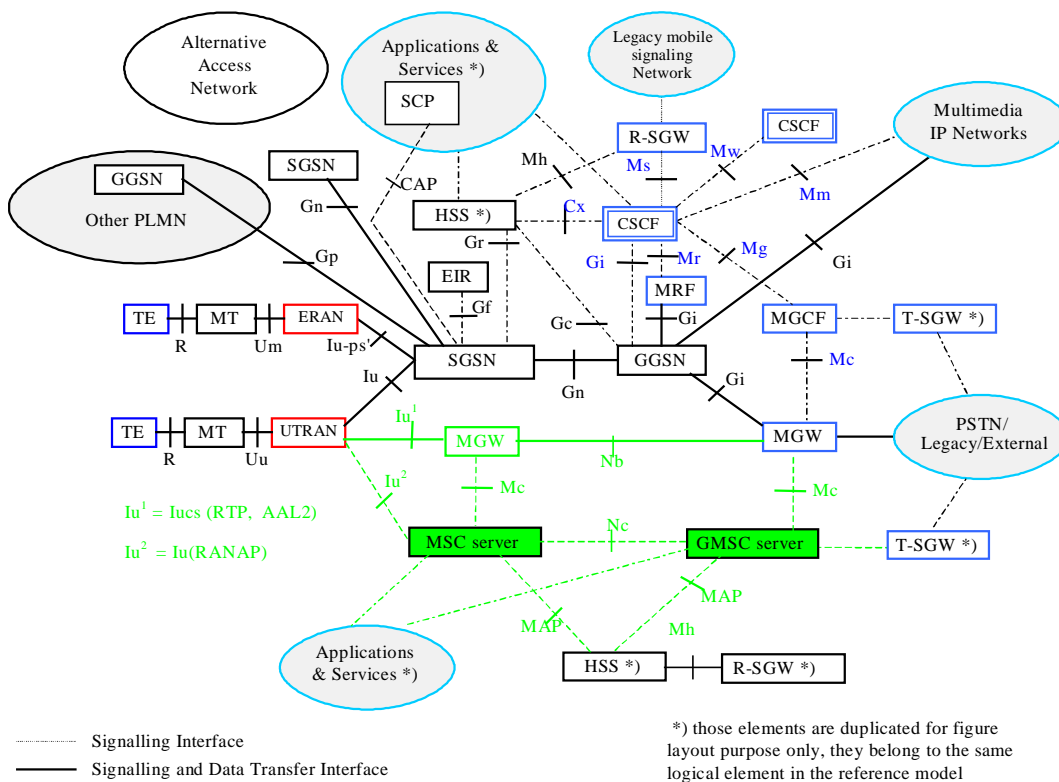 Alternative
Access
Network
Applications &
Services *)
SCP
Legacy mobile
signaling
Network
R-SGW
CSCF
Multimedia
IP Networks
GGSN
Other PLMN
SGSN
CAP
Mh
Ms
Mw
Mm
Gn
HSS *)
Cx
CSCF
Gp
Gr
Gi
Mr
Mg
Gi
EIR
Gf
MRF
Gc
Gi
TE
R
MT
Um
ERAN
Iu-ps'
MGCF
T-SGW *)
SGSN
Gn
GGSN
Mc
Iu
Gi
TE
R
MT
Uu
UTRAN
Iu1
MGW
Nb
MGW
PSTN/
Legacy/External
Iu2
Mc
Mc
Iu1 = Iucs (RTP, AAL2)
Iu2 = Iu(RANAP)
MSC server
Nc
GMSC server
T-SGW *)
MAP
MAP
Mh
Applications
& Services *)
HSS *)
R-SGW *)
Signalling Interface
Signalling and Data Transfer Interface
*) those elements are duplicated for figure
layout purpose only, they belong to the same
logical element in the reference model